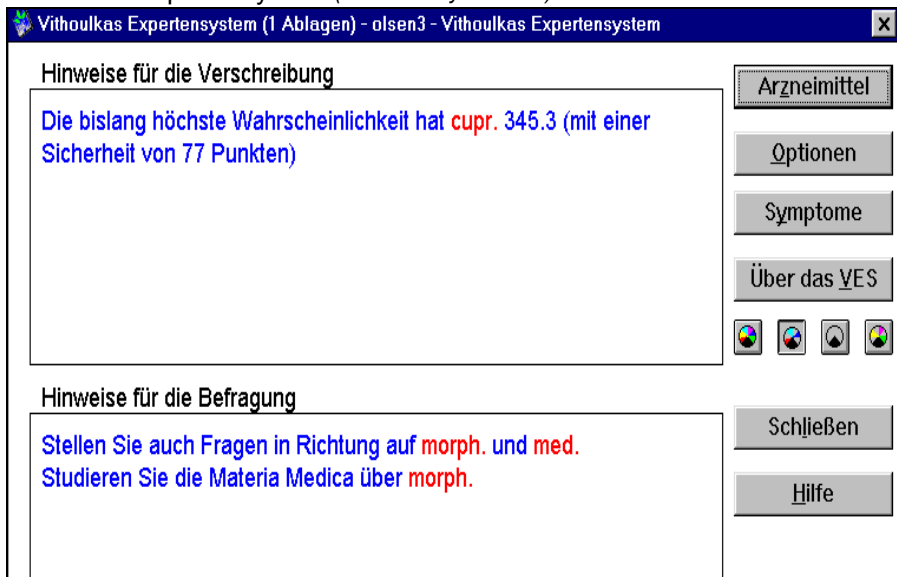 Vithoulkas Expertensystem (1 Ablagen) - olsen3 - Vithoulkas Expertensystem
Hinweise für die Verschreibung
Die bislang höchste Wahrscheinlichkeit hat cupr. 345.3 (mit einer
Sicherheit von 77 Punkten)
Arzneimittel
Optionen
Symptome
Über das VES
Hinweise für die Befragung
Stellen Sie auch Fragen in Richtung auf morph. und med.
Studieren Sie die Materia Medica über morph.
Schließen
Hilfe